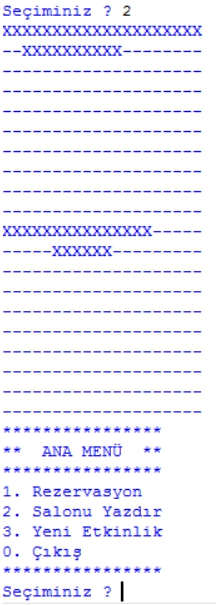 Seçiminiz ? 2
XXXXXXXXXXXXXXXXXXXX
--XXXXXXXXXX--------
--------------------
--------------------
--------------------
--------------------
--------------------
--------------------
--------------------
--------------------
XXXXXXXXXXXXXXX-----
-----XXXXXX---------
--------------------
--------------------
--------------------
--------------------
--------------------
--------------------
--------------------
--------------------
****************
**  ANA MENÜ  **
****************
1. Rezervasyon
2. Salonu Yazdır
3. Yeni Etkinlik
0. Çıkış
****************
Seçiminiz ?